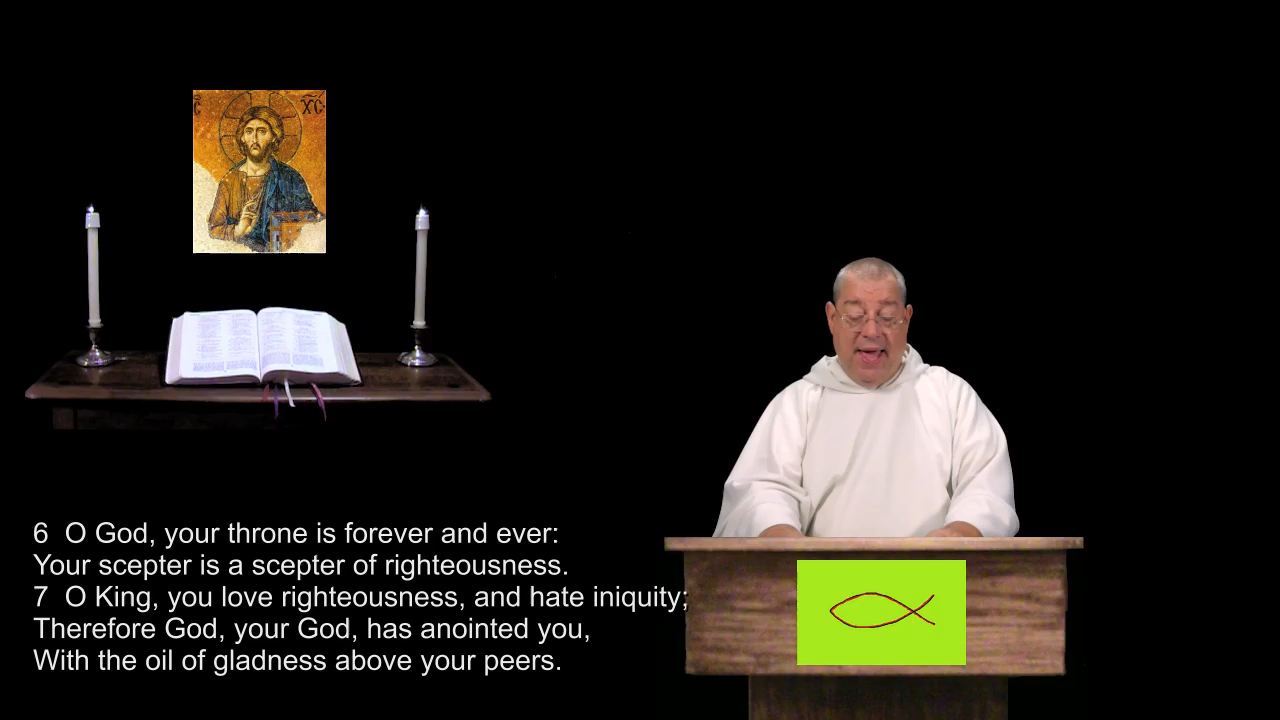 XC
6 O God, your throne is forever and ever:
Your scepter is a scepter of righteousness.
7 O King, you love righteousness, and hate iniquity;
Therefore God, your God, has anointed you,
With the oil of gladness above your peers.